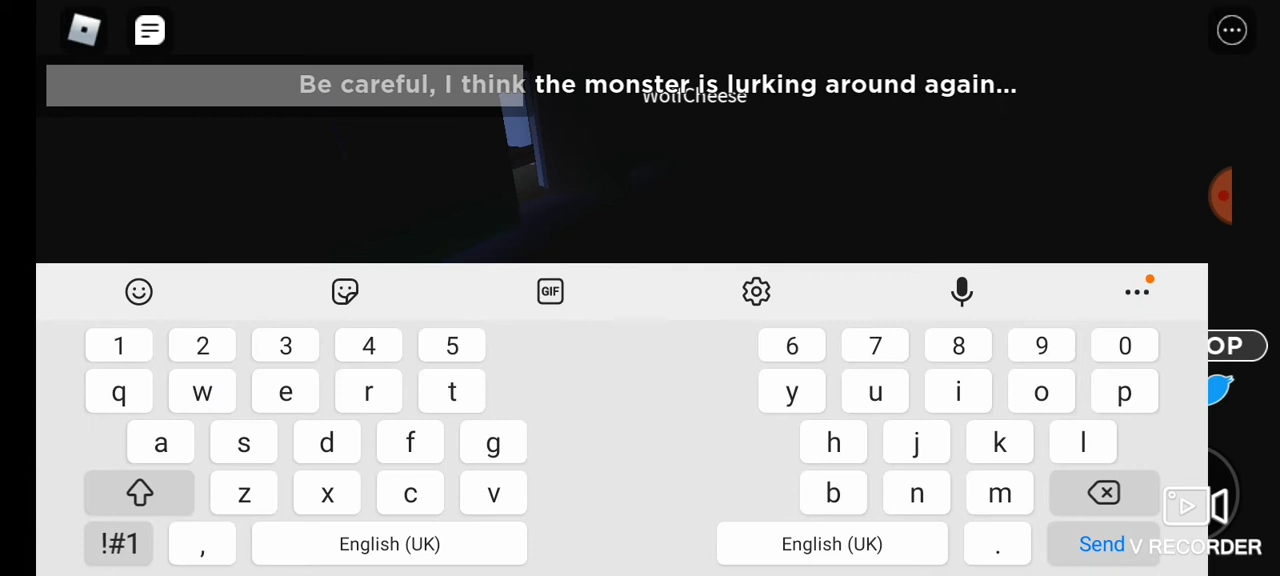 Be careful, I think the monster is lurking around again...
WolfCheese
GIF
1 2 3 4 5 6 7 8 9 0
q w e r t y u i o p
OP
a s d f g h j k l
z x c v b n m
!#1 , English (UK) English (UK) . Send
V RECORDER